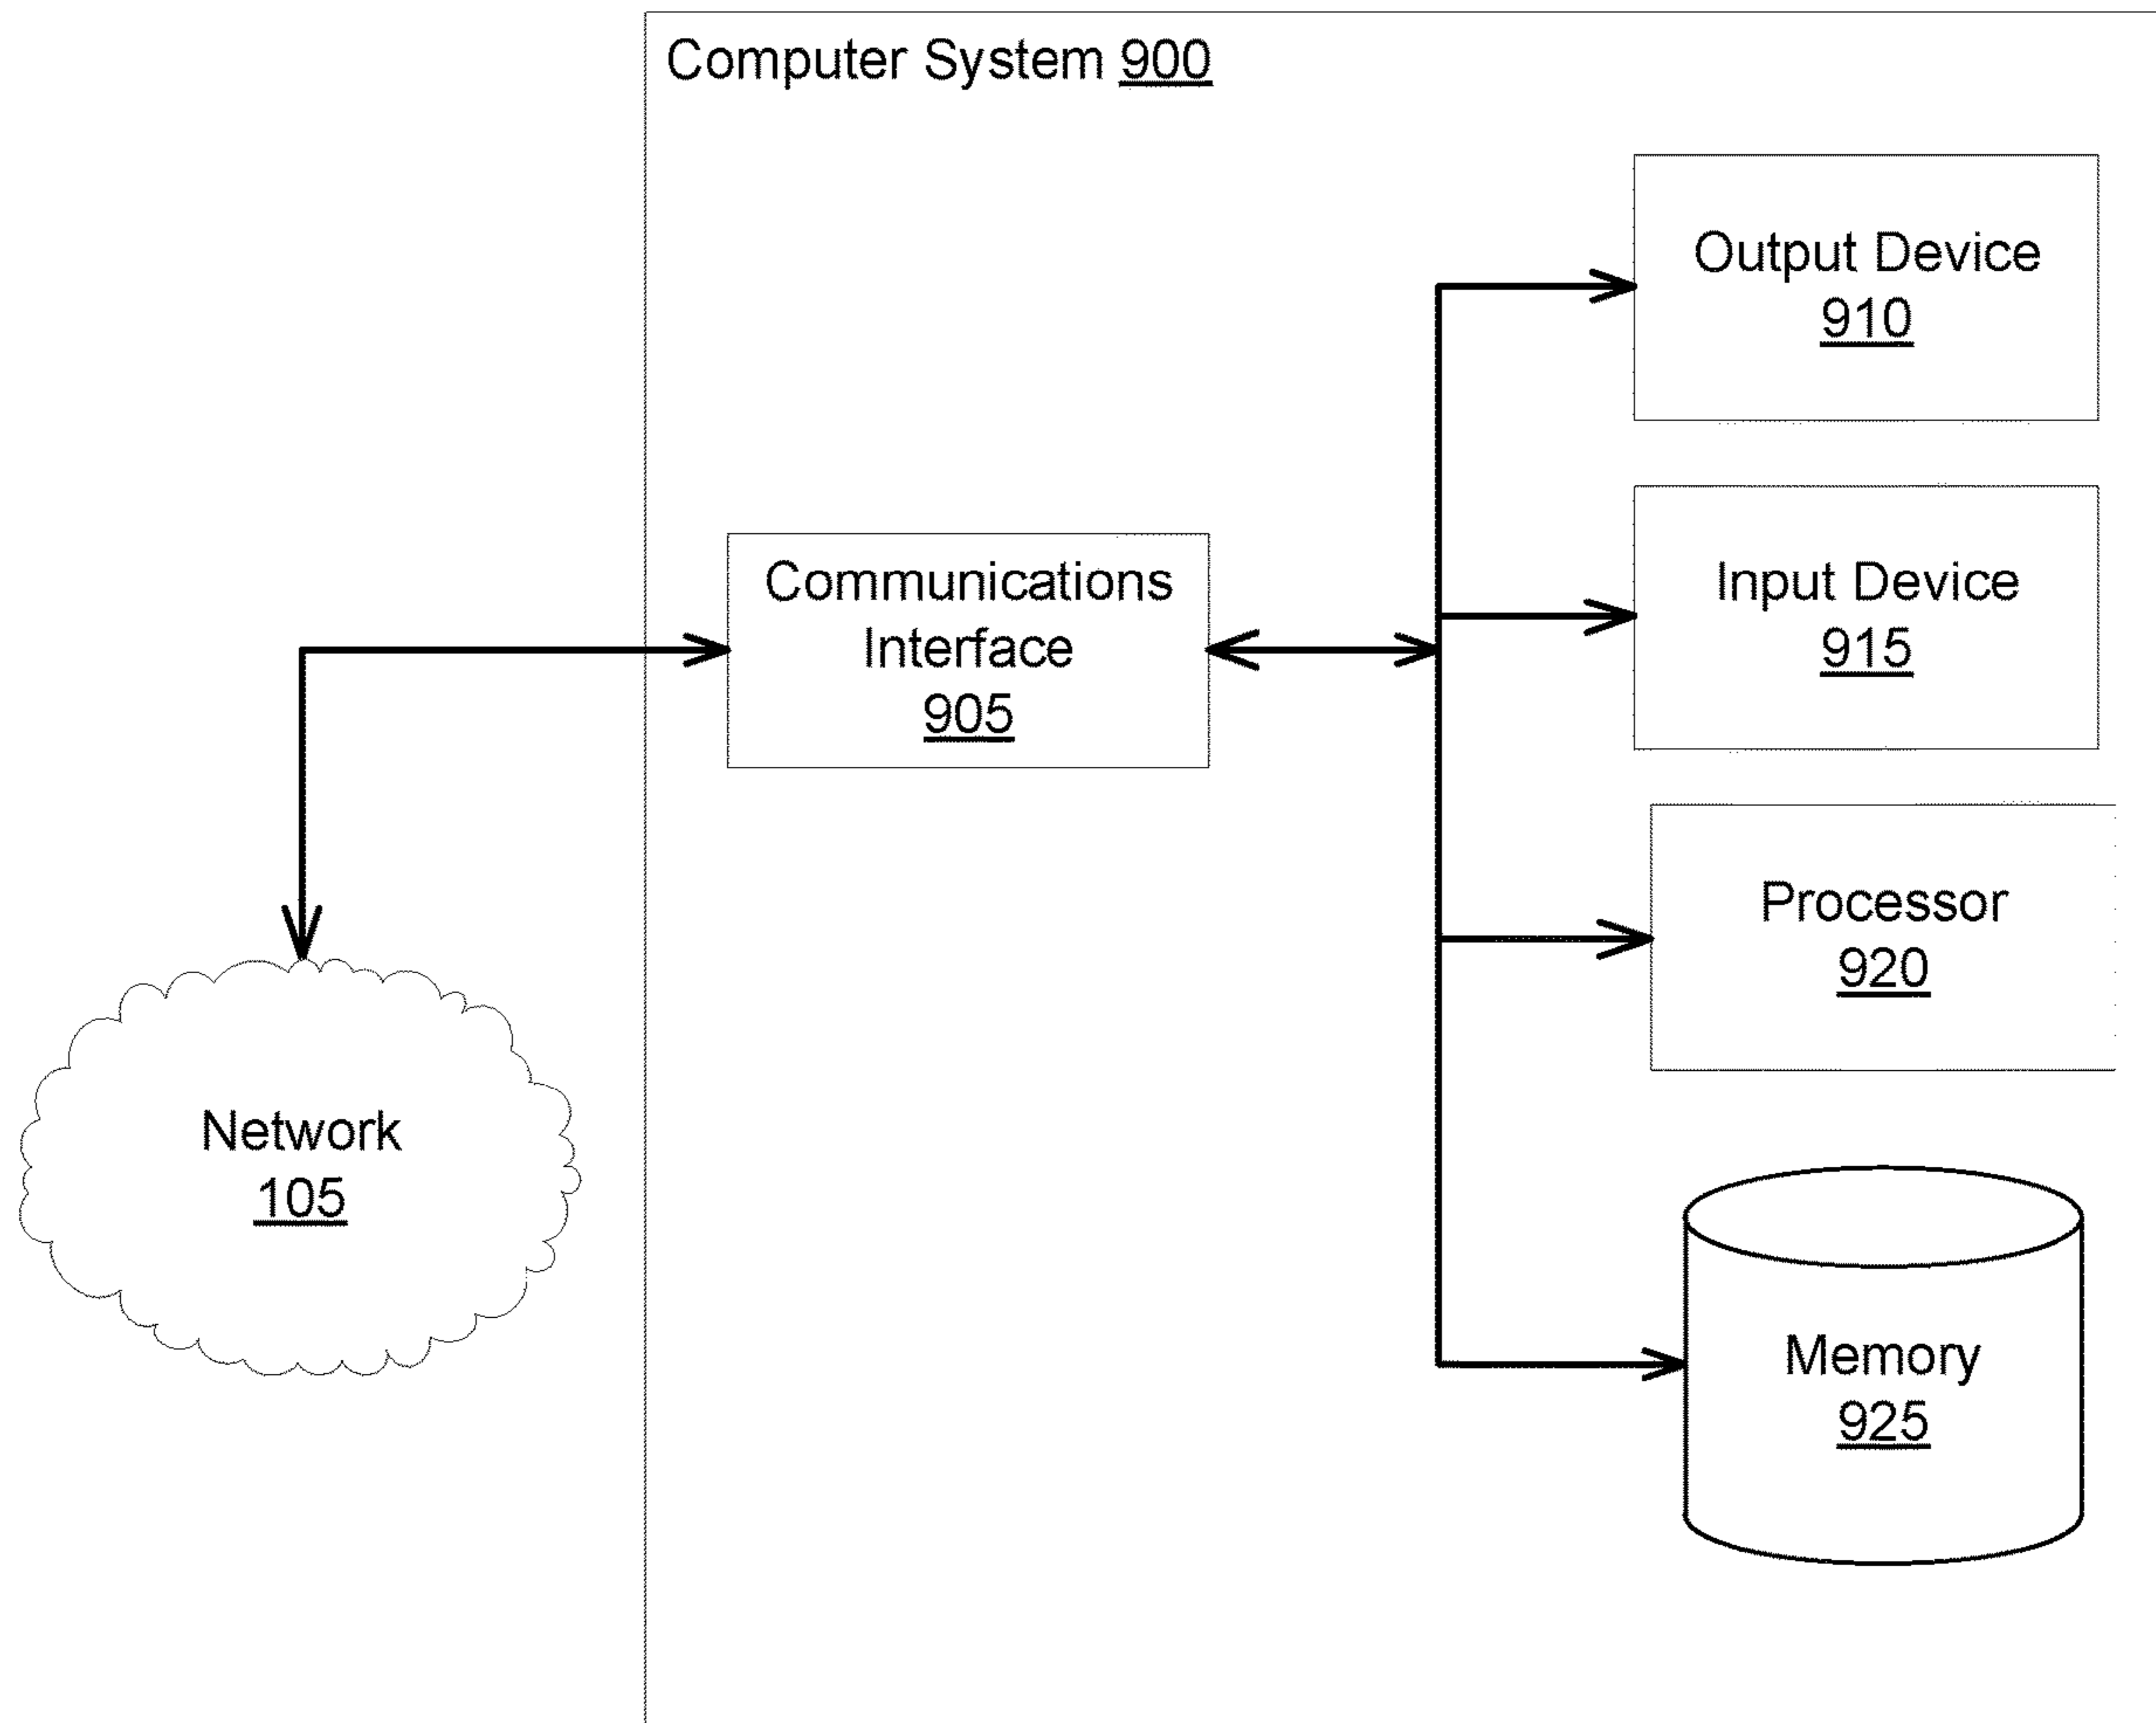 Computer System 900
Output Device
910
Input Device
915
Communications
Interface
905
Processor
920
Network
105
Memory
925